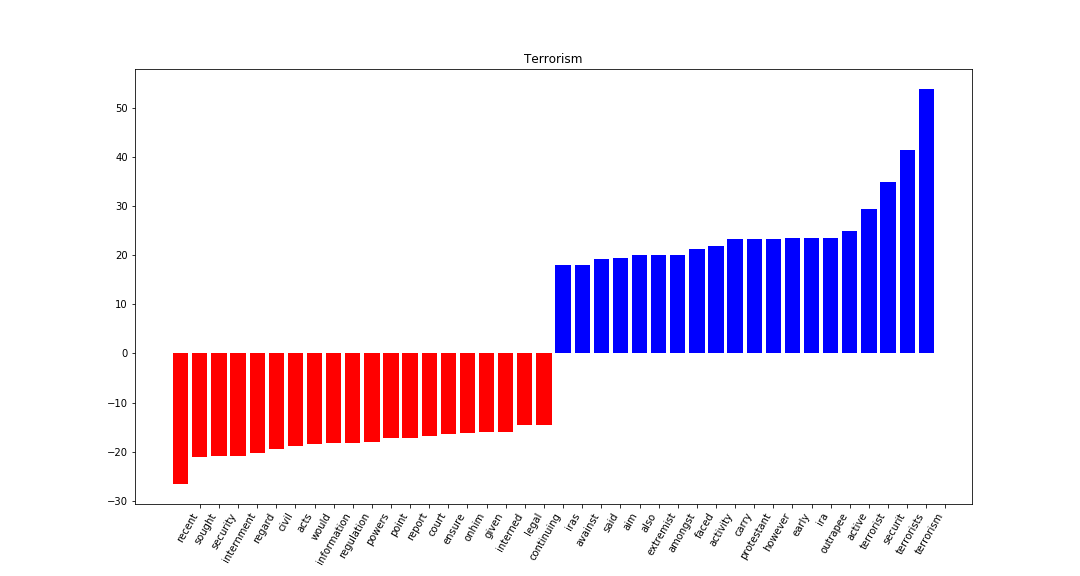 Terrorism
50
40
30
20
10
0
−10
−20
−30
recent
sought
security
internment
regard
civil
acts
would
information
regulation
powers
point
report
court
ensure
onhim
given
interned
legal
continuing
iras
avainst
said
aim
also
extremist
amongst
faced
activity
carry
protestant
however
early
ira
outrapee
active
terrorist
securit
terrorists
terrorism